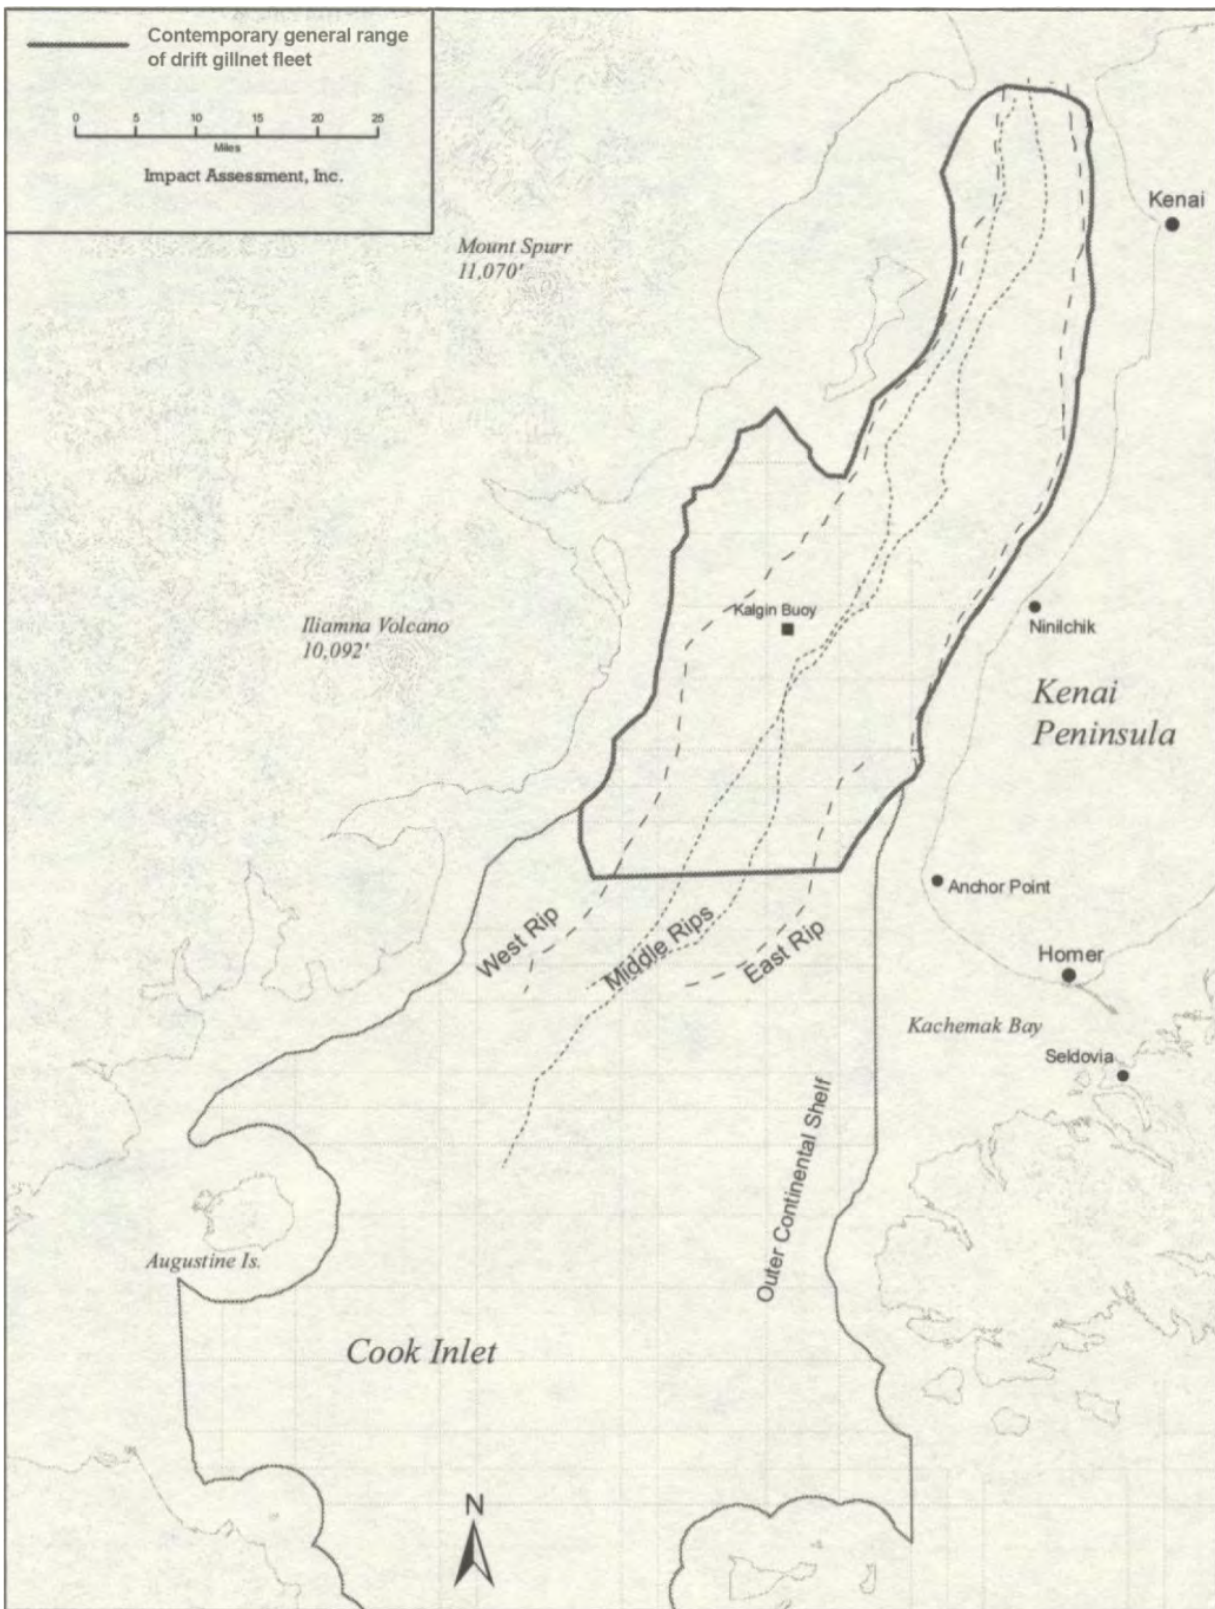 Contemporary general range
of drift gillnet fleet
0 5 10 15 20 25
Miles
Impact Assessment, Inc.
Kenai
Mount Spurr
11,070'
Kalgin Buoy
Iliamna Volcano
10,092'
Ninilchik
Kenai
Peninsula
Anchor Point
West Rip
Middle Rips
East Rip
Homer
Kachemak Bay
Seldovia
Outer Continental Shelf
Augustine Is.
Cook Inlet
N